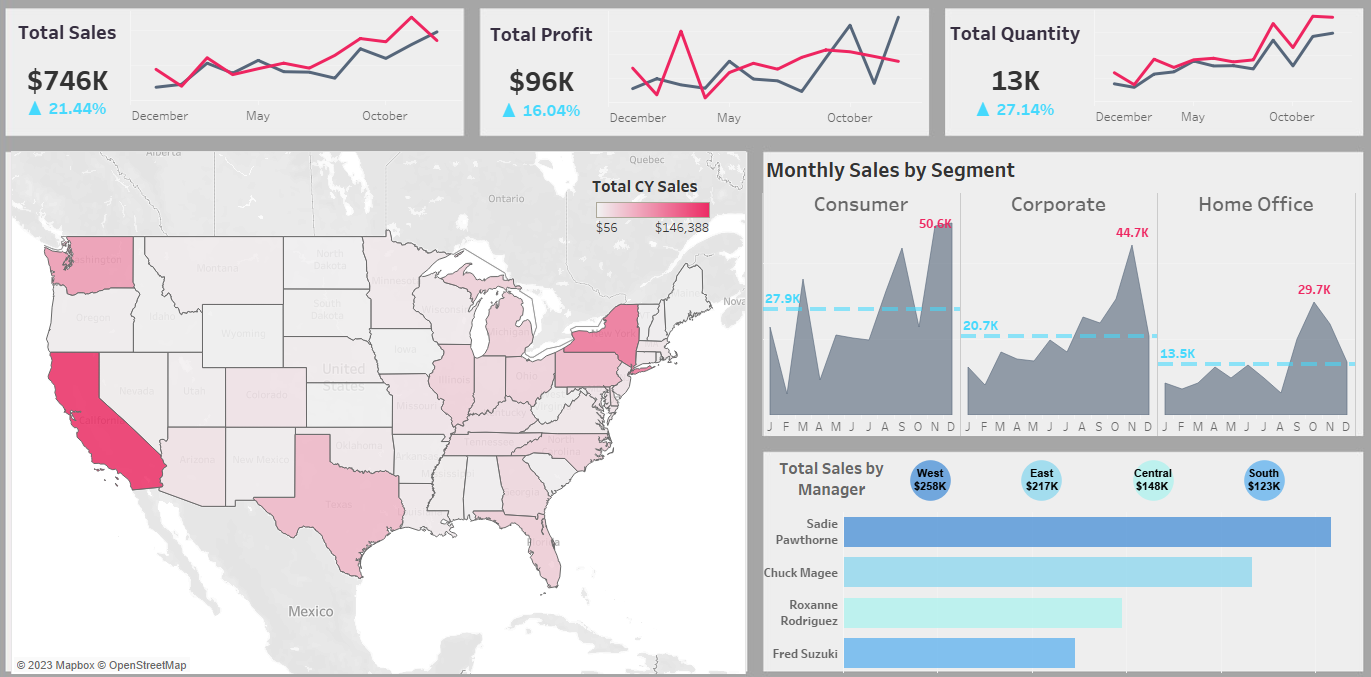 Total Sales
$746K
▲ 21.44%
December May October
Total Profit
$96K
▲ 16.04%
December May October
Total Quantity
13K
▲ 27.14%
December May October
Alberta
Quebec
Ontario
Total CY Sales
$56 $146,388
Washington
Montana
North
Dakota
Minnesota
Oregon
Idaho
South
Dakota
Wisconsin
Michigan
New York
Maine
Nova
Wyoming
Iowa
Nevada
Utah
Colorado
United
States
Illinois
Ohio
California
Missouri
Kentucky
Virginia
Arizona
New Mexico
Oklahoma
Arkansas
Tennessee
North
Carolina
Mississippi
Georgia
Texas
Florida
Mexico
© 2023 Mapbox © OpenStreetMap
Monthly Sales by Segment
Consumer Corporate Home Office
50.6K
44.7K
29.7K
27.9K
20.7K
13.5K
J F M A M J J A S O N D J F M A M J J A S O N D J F M A M J J A S O N D
Total Sales by
Manager
West
$258K
East
$217K
Central
$148K
South
$123K
Sadie
Pawthorne
Chuck Magee
Roxanne
Rodriguez
Fred Suzuki